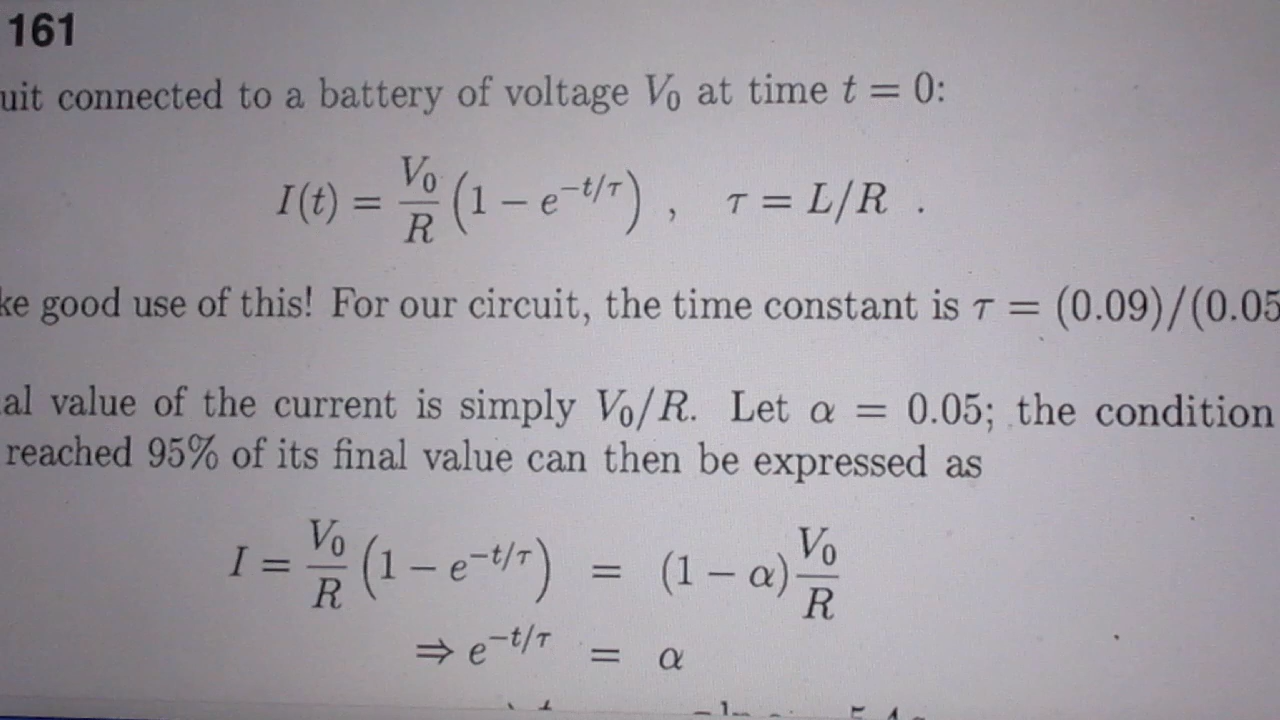 161
uit connected to a battery of voltage V₀ at time t = 0:
I(t) = V₀/R (1 − e^{−t/τ}) , τ = L/R .
ke good use of this! For our circuit, the time constant is τ = (0.09)/(0.05
al value of the current is simply V₀/R. Let α = 0.05; the condition
reached 95% of its final value can then be expressed as
I = V₀/R (1 − e^{−t/τ}) = (1 − α) V₀/R
⇒ e^{−t/τ} = α